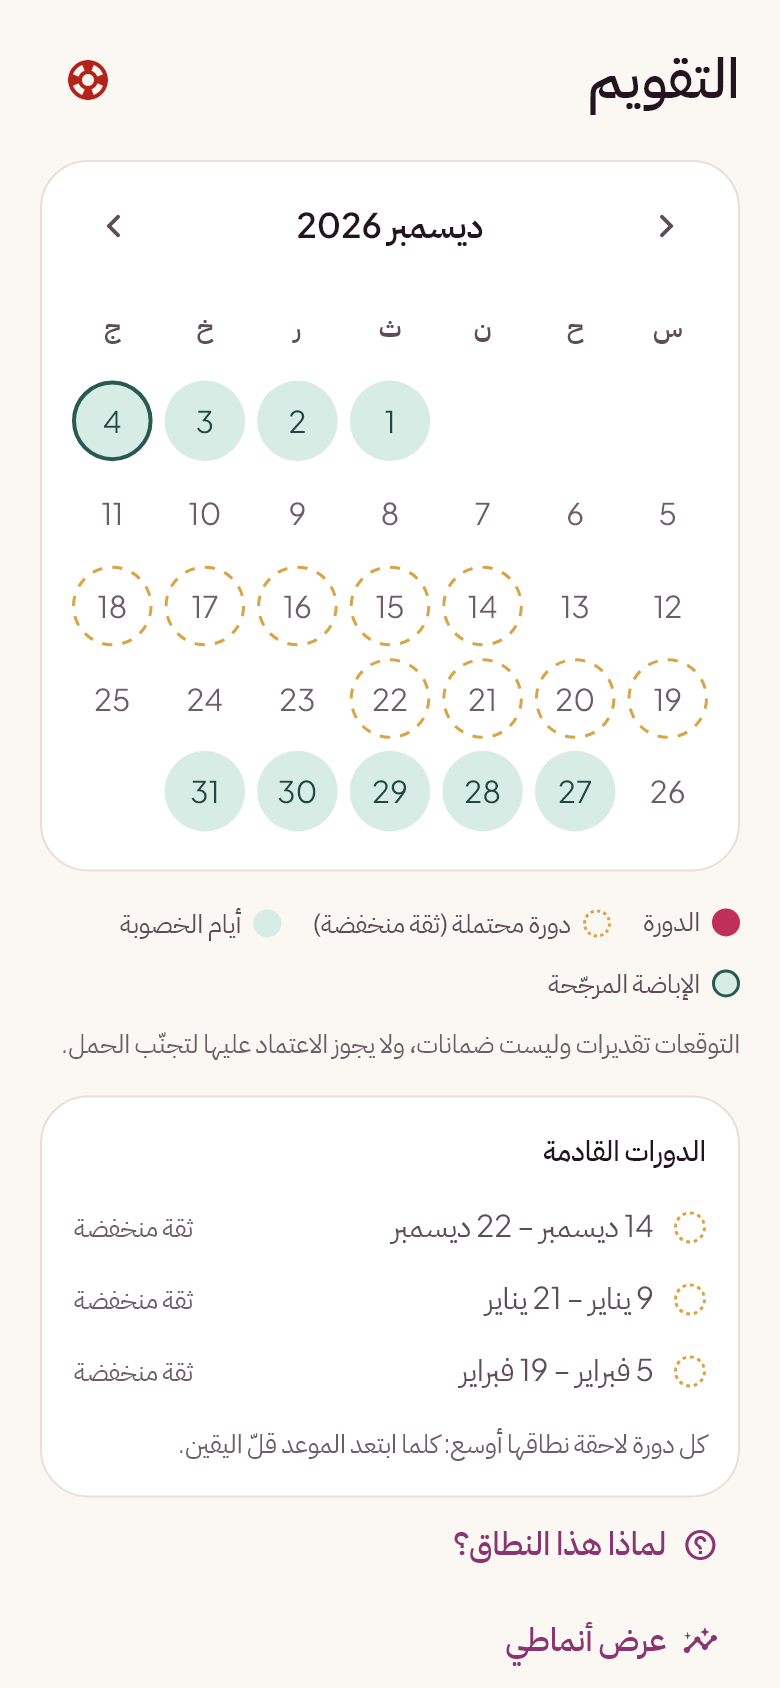 التقويم
ديسمبر 2026
س ح ن ث ر خ ج
1 2 3 4
5 6 7 8 9 10 11
12 13 14 15 16 17 18
19 20 21 22 23 24 25
26 27 28 29 30 31
الدورة دورة محتملة (ثقة منخفضة) أيام الخصوبة
الإباضة المرجّحة
التوقعات تقديرات وليست ضمانات، ولا يجوز الاعتماد عليها لتجنّب الحمل.
الدورات القادمة
14 ديسمبر – 22 ديسمبر ثقة منخفضة
9 يناير – 21 يناير ثقة منخفضة
5 فبراير – 19 فبراير ثقة منخفضة
كل دورة لاحقة نطاقها أوسع: كلما ابتعد الموعد قلّ اليقين.
لماذا هذا النطاق؟
عرض أنماطي